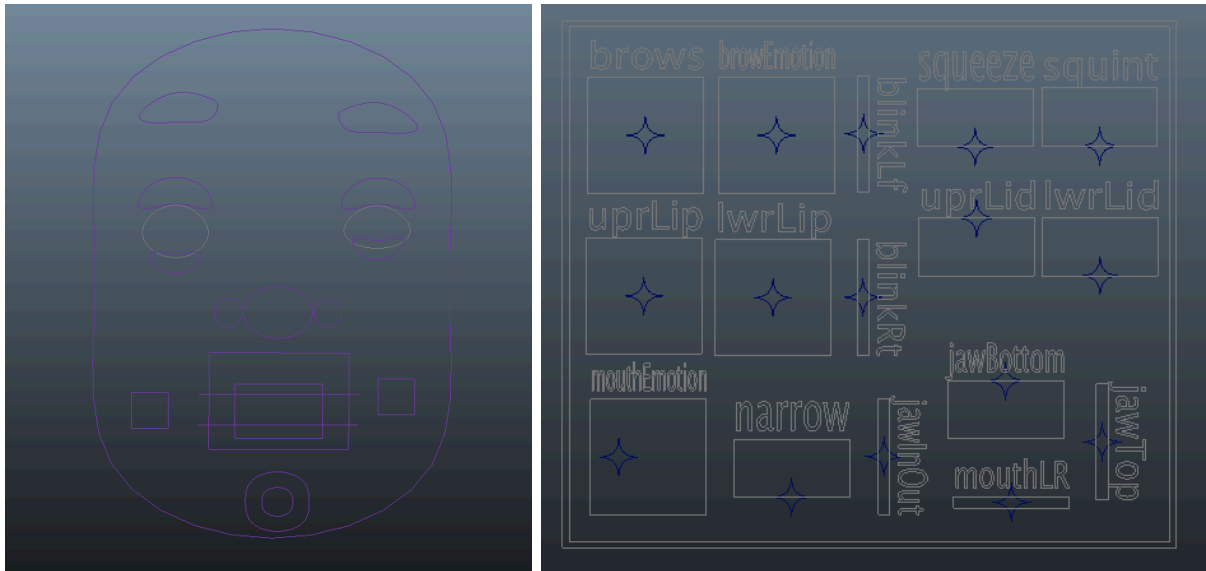 brows browEmotion squeeze squint
blinkLf
uprLip lwrLip uprLid lwrLid
blinkRt
mouthEmotion narrow jawBottom
jawInOut
mouthLR
jawTop